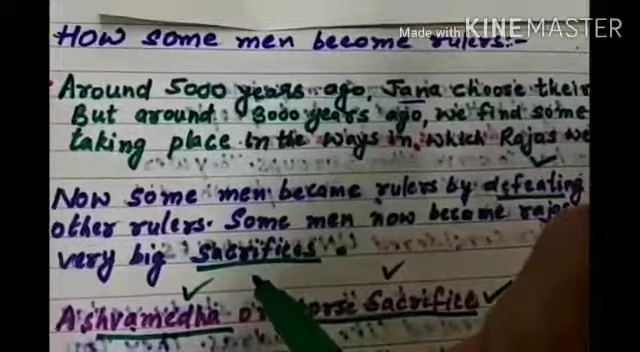 Made with KINEMASTER
How some men become rulers:-
Around 5000 years ago, Jana choose their
But around 3000 years ago, we find some
taking place in the ways in which Rajas we
Now some men became rulers by defeating
other rulers. Some men now became raja
very big sacrifices.
Ashvamedha or horse Sacrifice